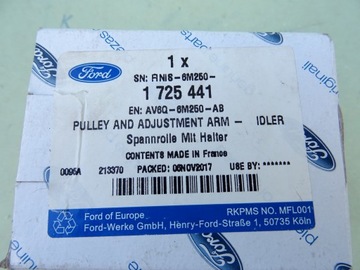 1 x
Ford
SN: FINIS-6M250-
1 725 441
EN: AV6Q-6M250-AB
PULLEY AND ADJUSTMENT ARM - IDLER
Spannrolle Mit Halter
CONTENTS MADE IN France
0095A 213370 PACKED: 06NOV2017 USE BY: *******
Ford of Europe
Ford-Werke GmbH, Henry-Ford-Straße 1, 50735 Köln
RKPMS NO. MFL001